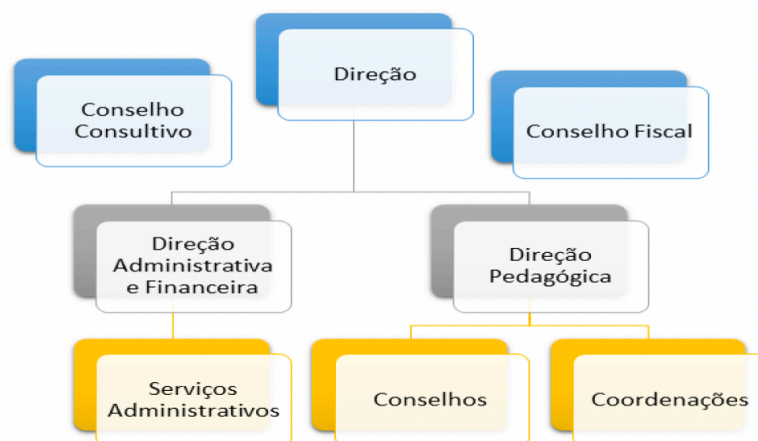 Direção
Conselho
Consultivo
Conselho Fiscal
Direção
Administrativa
e Financeira
Direção
Pedagógica
Serviços
Administrativos
Conselhos
Coordenações